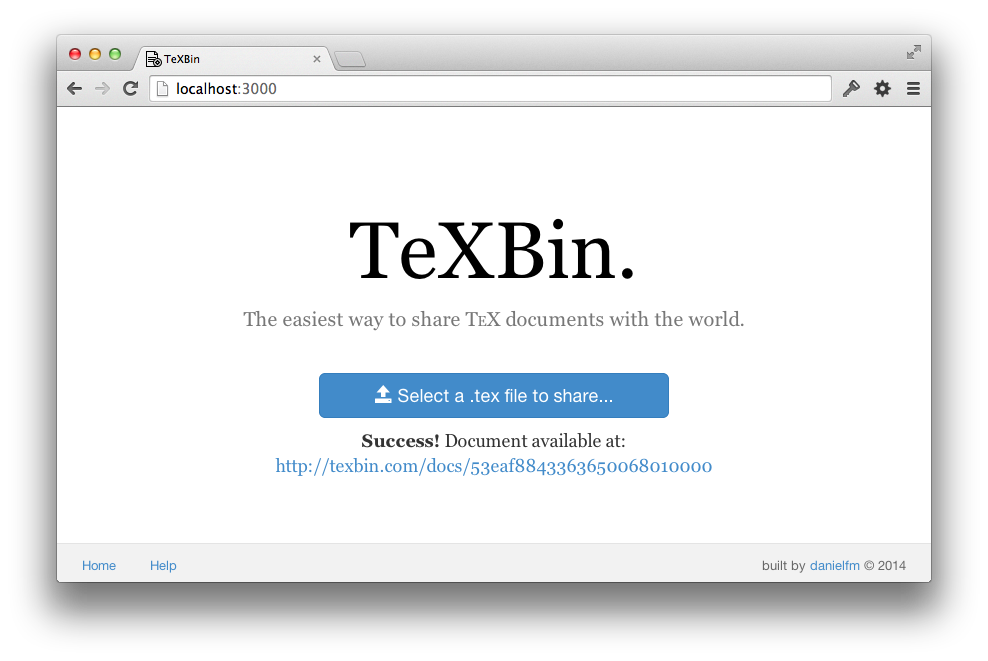 TeXBin
localhost:3000
TeXBin.
The easiest way to share TeX documents with the world.
Select a .tex file to share...
Success! Document available at:
http://texbin.com/docs/53eaf8843363650068010000
Home Help built by danielfm © 2014